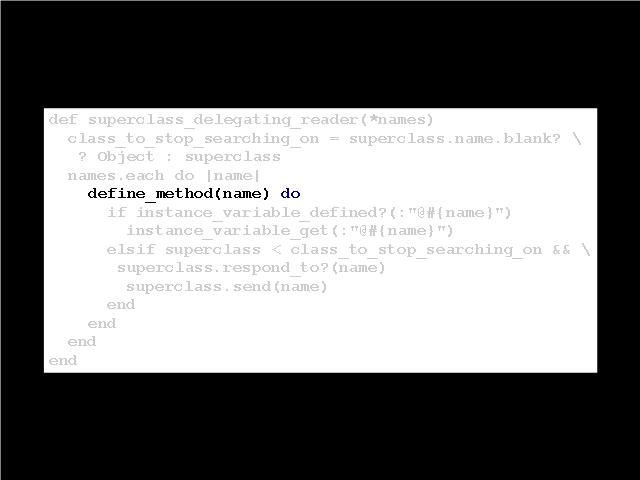 def superclass_delegating_reader(*names)
  class_to_stop_searching_on = superclass.name.blank? \
   ? Object : superclass
  names.each do |name|
    define_method(name) do
      if instance_variable_defined?(:"@#{name}")
        instance_variable_get(:"@#{name}")
      elsif superclass < class_to_stop_searching_on && \
       superclass.respond_to?(name)
        superclass.send(name)
      end
    end
  end
end